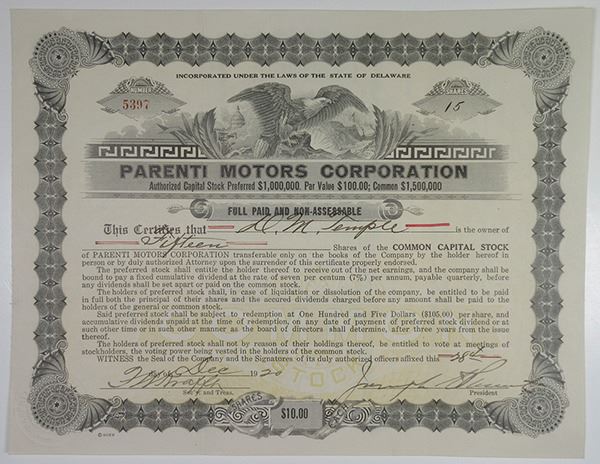 INCORPORATED UNDER THE LAWS OF THE STATE OF DELAWARE
NUMBER
5397
SHARES
15
PARENTI MOTORS CORPORATION
Authorized Capital Stock Preferred $1,000,000. Par Value $100.00; Common $1,500,000
FULL PAID AND NON-ASSESSABLE
This Certifies that D. M. Temple is the owner of
Fifteen Shares of the COMMON CAPITAL STOCK
of PARENTI MOTORS CORPORATION transferable only on the books of the Company by the holder hereof in
person or by duly authorized Attorney upon the surrender of this certificate properly endorsed.
The preferred stock shall entitle the holder thereof to receive out of the net earnings, and the company shall
be bound to pay a fixed cumulative dividend at the rate of seven per centum (7%) per annum, payable quarterly, before
any dividends shall be set apart or paid on the common stock.
The holders of preferred stock shall, in case of liquidation or dissolution of the company, be entitled to be paid
in full both the principal of their shares and the accured dividends charged before any amount shall be paid to the
holders of the general or common stock.
Said preferred stock shall be subject to redemption at One Hundred and Five Dollars ($105.00) per share, and
accumulative dividends unpaid at the time of redemption, on any date of payment of preferred stock dividend or at
such other time or in such other manner as the board of directors shall determine, after three years from the issue
thereof.
The holders of preferred stock shall not by reason of their holdings thereof, be entitled to vote at meetings of
stockholders, the voting power being vested in the holders of the common stock.
WITNESS the Seal of the Company and the Signatures of its duly authorized officers affixed this 28th
day of Dec 1920
Sec'y. and Treas.
President
STOCK
SHARES
$10.00
©GOES